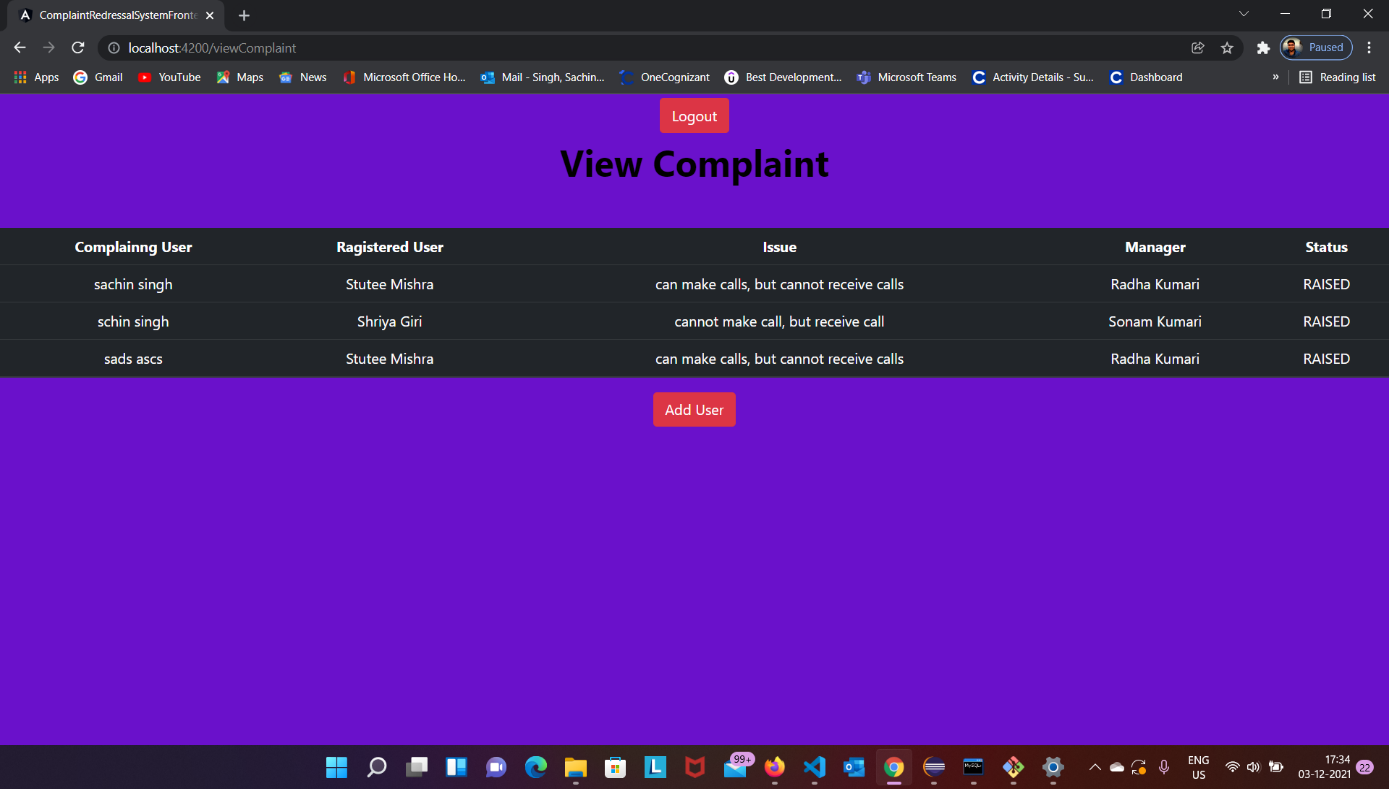 ComplaintRedressalSystemFronte
localhost:4200/viewComplaint
Paused
Apps Gmail YouTube Maps News Microsoft Office Ho... Mail - Singh, Sachin... OneCognizant Best Development... Microsoft Teams Activity Details - Su... Dashboard » Reading list
Logout
View Complaint
Complainng User Ragistered User Issue Manager Status
sachin singh Stutee Mishra can make calls, but cannot receive calls Radha Kumari RAISED
schin singh Shriya Giri cannot make call, but receive call Sonam Kumari RAISED
sads ascs Stutee Mishra can make calls, but cannot receive calls Radha Kumari RAISED
Add User
99+
ENG
US
17:34
03-12-2021
22